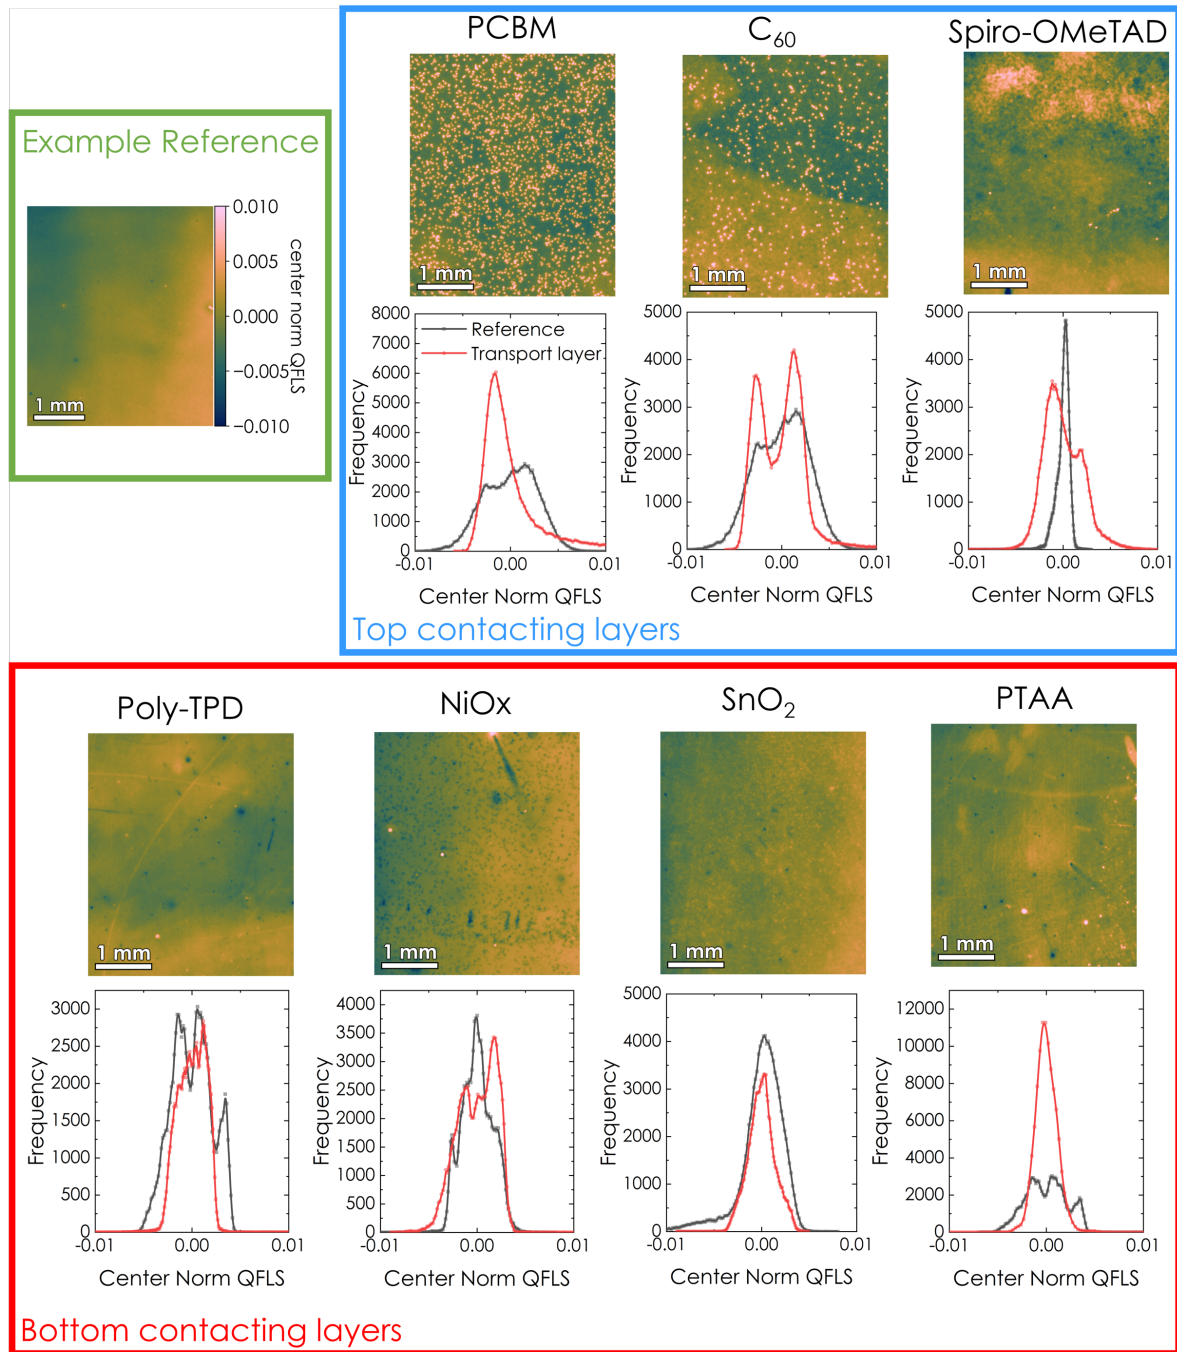 PCBM
C60
Spiro-OMeTAD
Example Reference
0.010
0.005
0.000
−0.005
−0.010
center norm QFLS
1 mm
1 mm
1 mm
1 mm
8000
7000
6000
5000
4000
3000
2000
1000
0
Frequency
Reference
Transport layer
-0.01
0.00
0.01
Center Norm QFLS
5000
4000
3000
2000
1000
0
Frequency
-0.01
0.00
0.01
Center Norm QFLS
5000
4000
3000
2000
1000
0
Frequency
-0.01
0.00
0.01
Center Norm QFLS
Top contacting layers
Poly-TPD
NiOx
SnO2
PTAA
1 mm
1 mm
1 mm
1 mm
3000
2500
2000
1500
1000
500
0
Frequency
-0.01
0.00
0.01
Center Norm QFLS
4000
3500
3000
2500
2000
1500
1000
500
0
Frequency
-0.01
0.00
0.01
Center Norm QFLS
5000
4000
3000
2000
1000
0
Frequency
-0.01
0.00
0.01
Center Norm QFLS
12000
10000
8000
6000
4000
2000
0
Frequency
-0.01
0.00
0.01
Center Norm QFLS
Bottom contacting layers